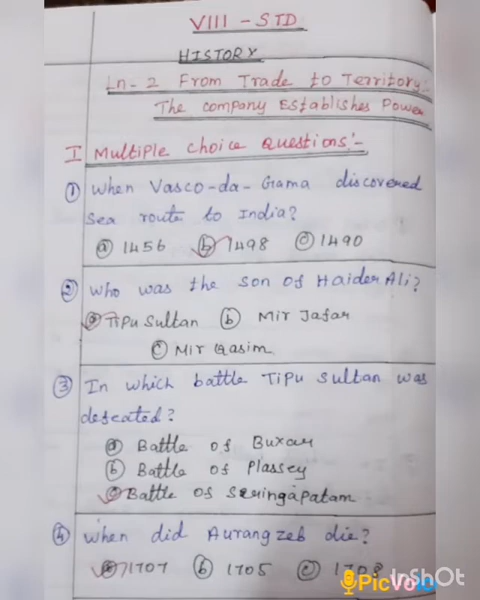 VIII - STD
HISTORY
Ln-2 From Trade to Territory:
The company Establishes Power
I Multiple choice Questions:-
① When Vasco-da-Gama discovered
sea route to India?
ⓐ 1456 ⓑ 1498 ⓒ 1490
② Who was the son of Haider Ali?
ⓐ Tipu Sultan ⓑ Mir Jafar
ⓒ Mir Qasim
③ In which battle Tipu Sultan was
defeated?
ⓐ Battle of Buxar
ⓑ Battle of Plassey
ⓒ Battle of Seringapatam
④ When did Aurangzeb die?
ⓐ 1707 ⓑ 1705 ⓒ 1708
PicVoice
InShOt